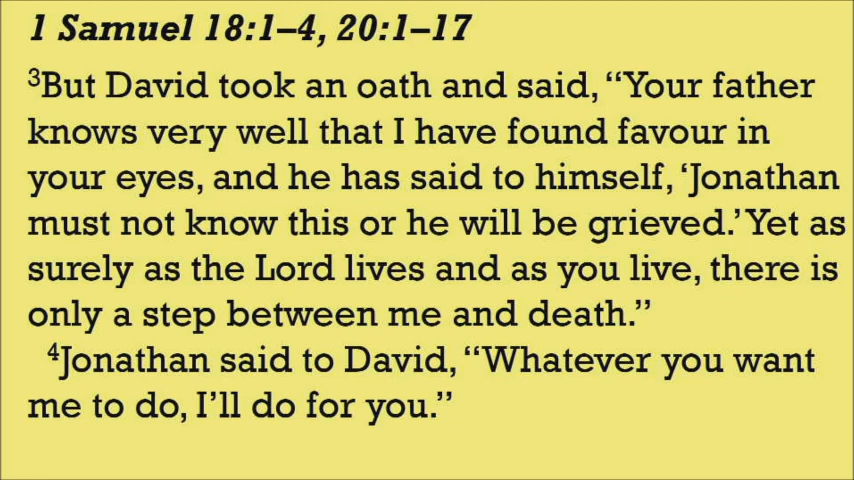 1 Samuel 18:1–4, 20:1–17
³But David took an oath and said, “Your father
knows very well that I have found favour in
your eyes, and he has said to himself, ‘Jonathan
must not know this or he will be grieved.’ Yet as
surely as the Lord lives and as you live, there is
only a step between me and death.”
⁴Jonathan said to David, “Whatever you want
me to do, I’ll do for you.”